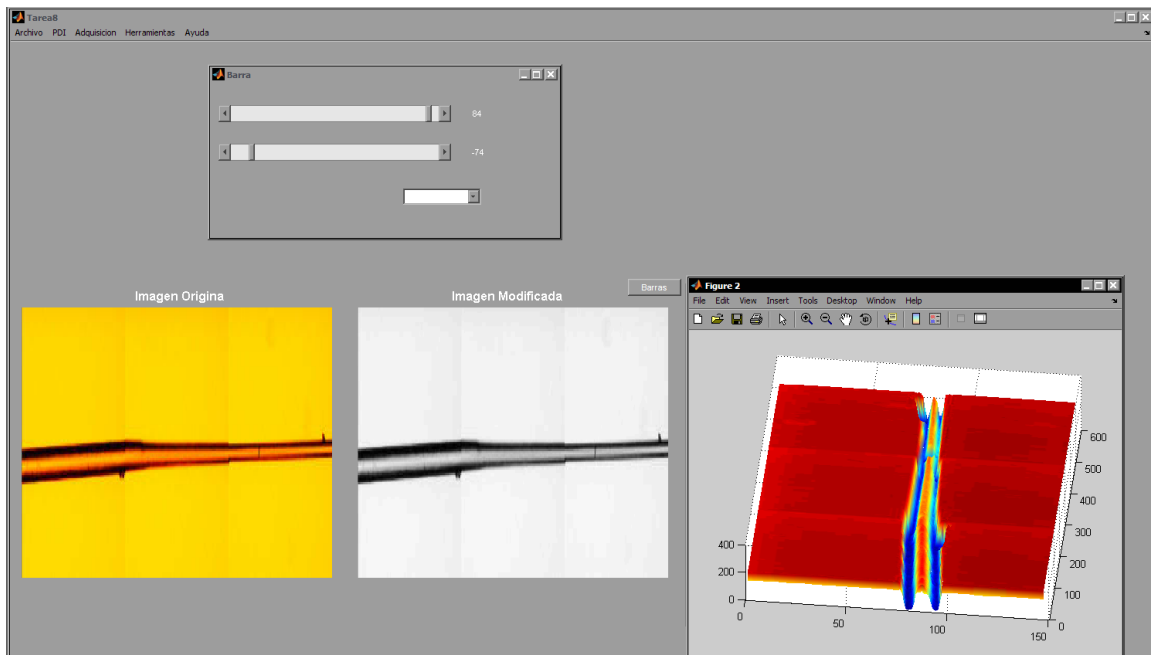 Tarea8
Archivo PDI Adquisicion Herramientas Ayuda
Barra
84
-74
Barras
Imagen Origina
Imagen Modificada
Figure 2
File Edit View Insert Tools Desktop Window Help
600
500
400
300
200
100
0
400
200
0
0
50
100
150